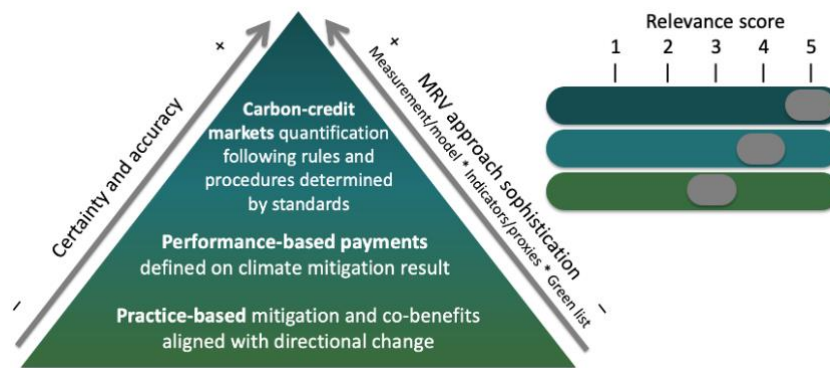 Certainty and accuracy
+
−
Carbon-credit
markets quantification
following rules and
procedures determined
by standards
Performance-based payments
defined on climate mitigation result
Practice-based mitigation and co-benefits
aligned with directional change
+
MRV approach sophistication
Measurement/model * Indicators/proxies * Green list
−
Relevance score
1 2 3 4 5